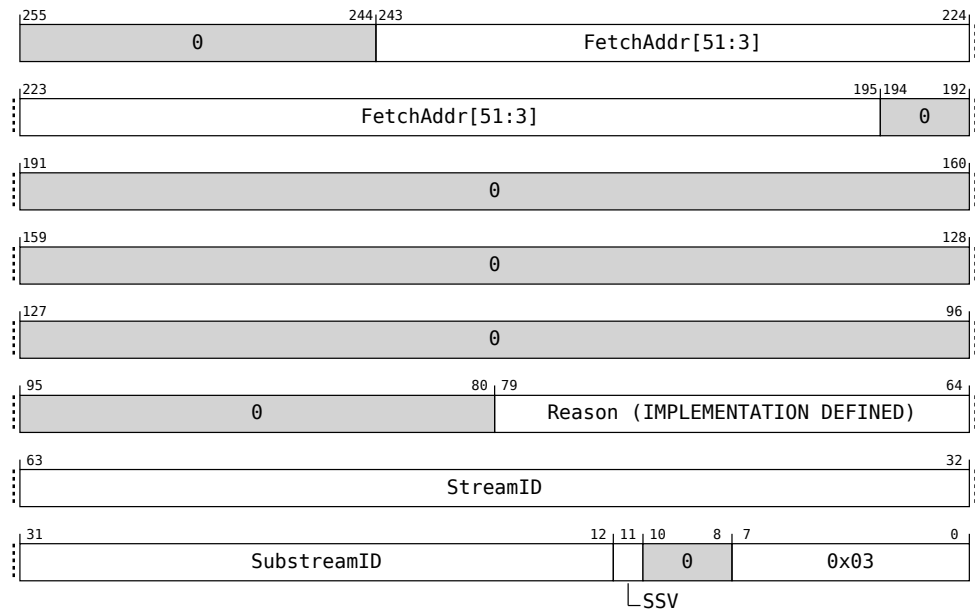 255 244 243 224
0 FetchAddr[51:3]
223 195 194 192
FetchAddr[51:3] 0
191 160
0
159 128
0
127 96
0
95 80 79 64
0 Reason (IMPLEMENTATION DEFINED)
63 32
StreamID
31 12 11 10 8 7 0
SubstreamID 0 0x03
SSV